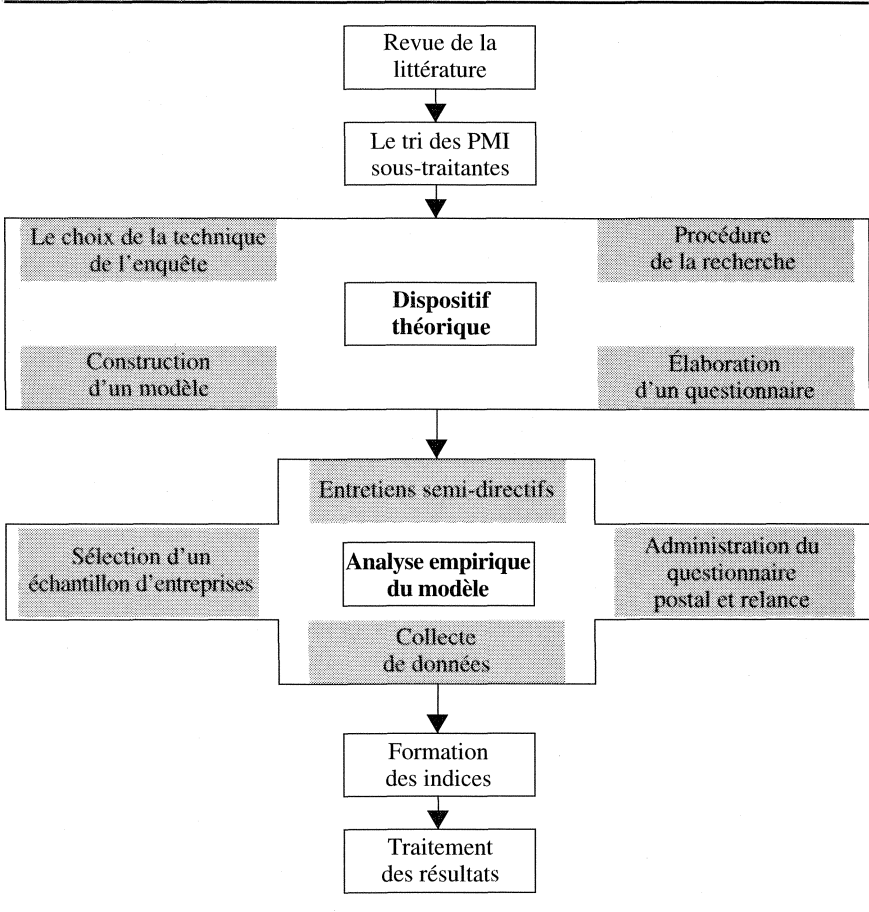 Revue de la
littérature
Le tri des PMI
sous-traitantes
Le choix de la technique
de l'enquête
Procédure
de la recherche
Dispositif
théorique
Construction
d'un modèle
Élaboration
d'un questionnaire
Entretiens semi-directifs
Sélection d'un
échantillon d'entreprises
Analyse empirique
du modèle
Administration du
questionnaire
postal et relance
Collecte
de données
Formation
des indices
Traitement
des résultats